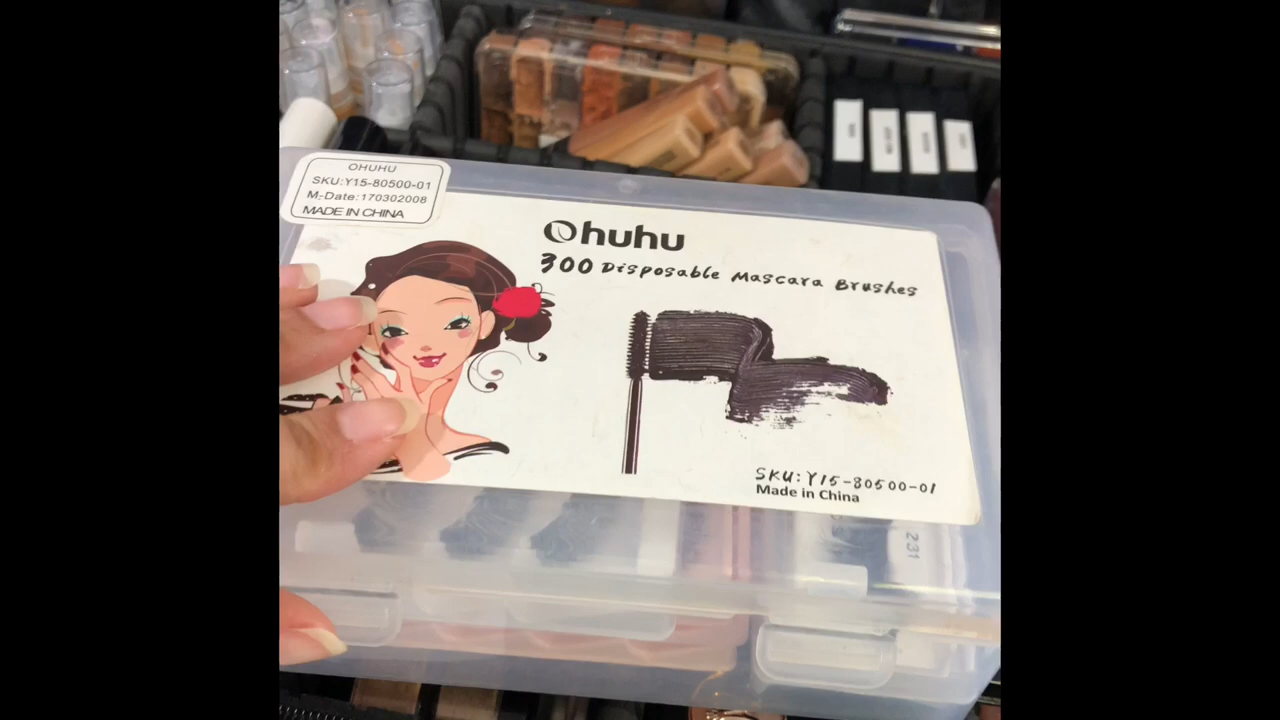 OHUHU
SKU:Y15-80500-01
M-Date:170302008
MADE IN CHINA
Ohuhu
300 Disposable Mascara Brushes
SKU:Y15-80500-01
Made in China
231